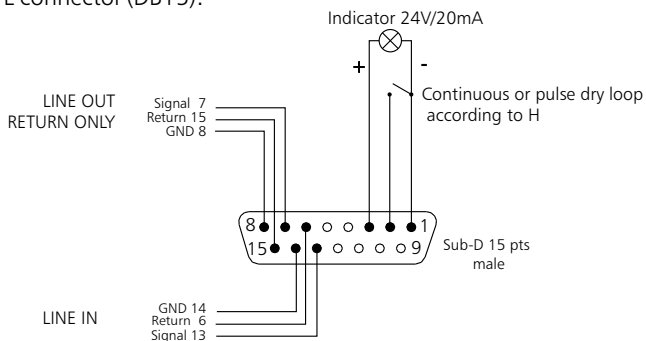 L connector (DB15):
Indicator 24V/20mA
+
-
Continuous or pulse dry loop
according to H
LINE OUT
RETURN ONLY
Signal 7
Return 15
GND 8
8
1
15
9
Sub-D 15 pts
male
LINE IN
GND 14
Return 6
Signal 13